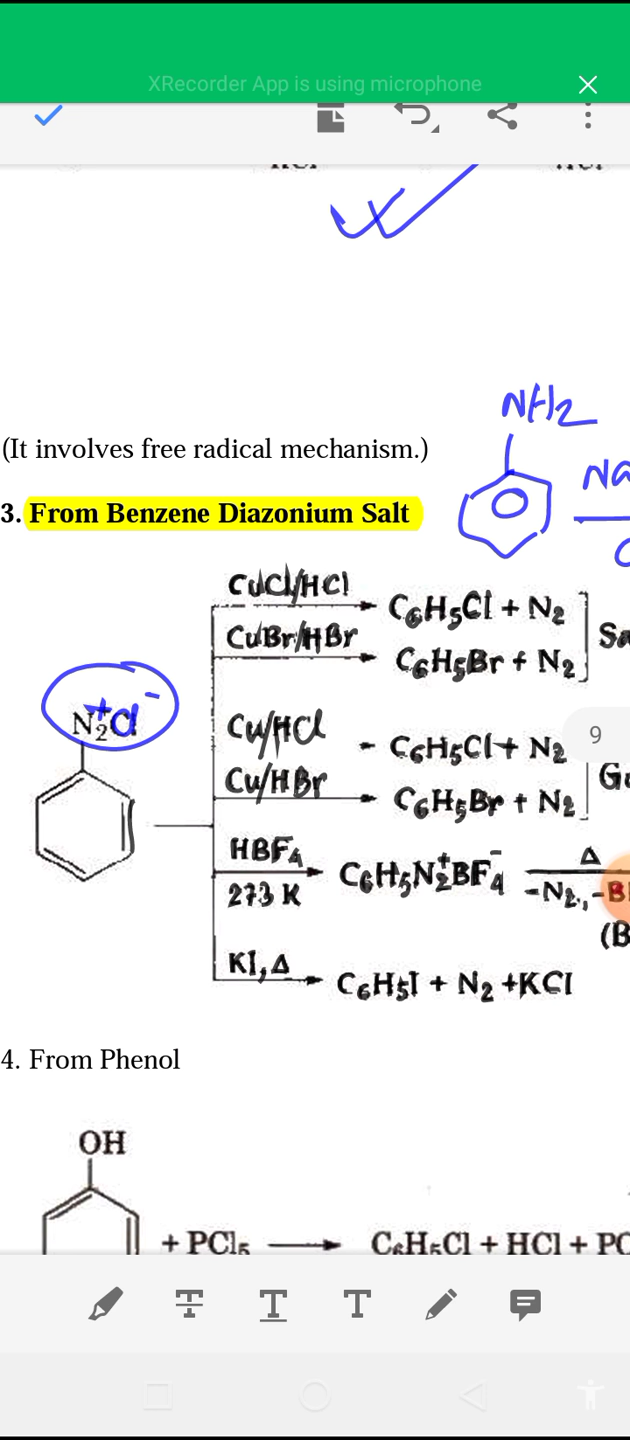 XRecorder App is using microphone
NH2
(It involves free radical mechanism.)
3. From Benzene Diazonium Salt
CuCl/HCl → C6H5Cl + N2
CuBr/HBr → C6H5Br + N2
N2+Cl-
Cu/HCl - C6H5Cl + N2
9
Cu/HBr → C6H5Br + N2
HBF4
273 K → C6H5N2+BF4- Δ
-N2, -B
(B
KI, Δ → C6H5I + N2 + KCl
4. From Phenol
OH
+ PCl5 → C6H5Cl + HCl + PO
T T T